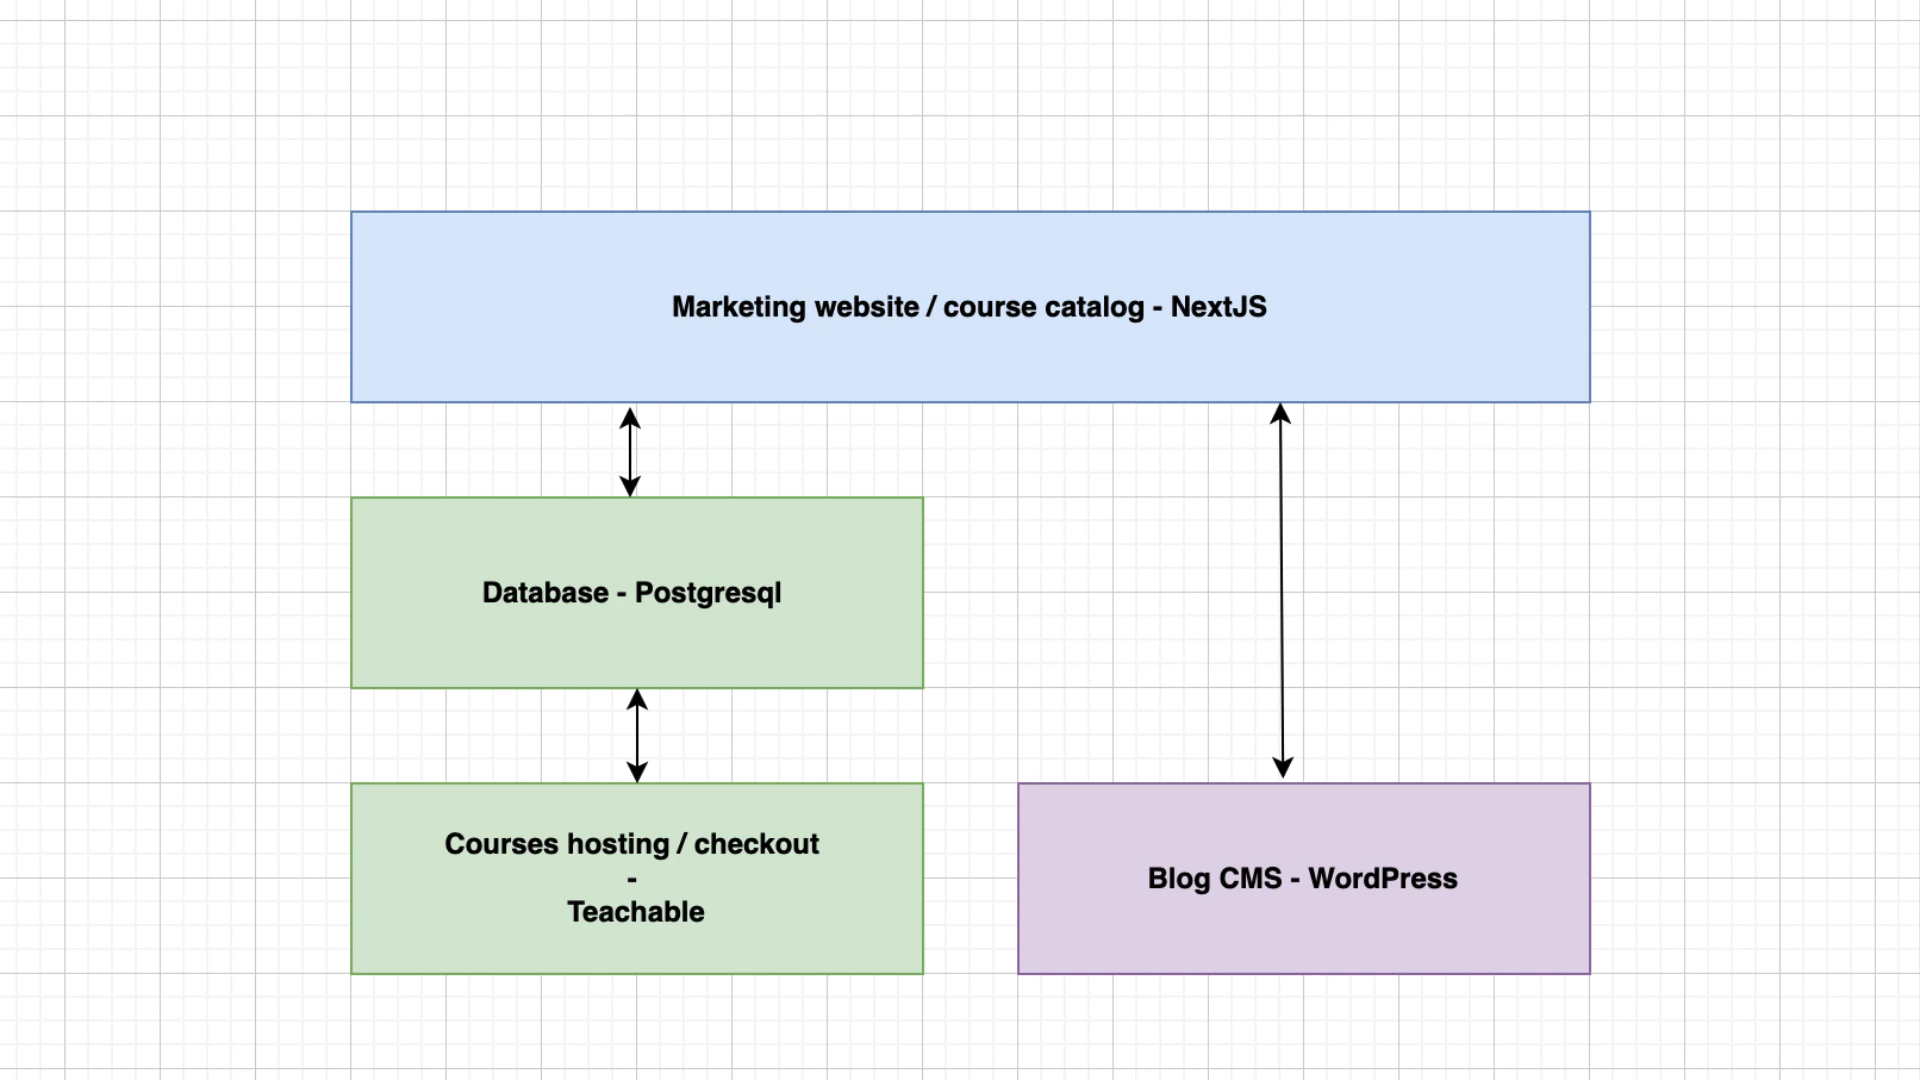 Marketing website / course catalog - NextJS
Database - Postgresql
Courses hosting / checkout
-
Teachable
Blog CMS - WordPress